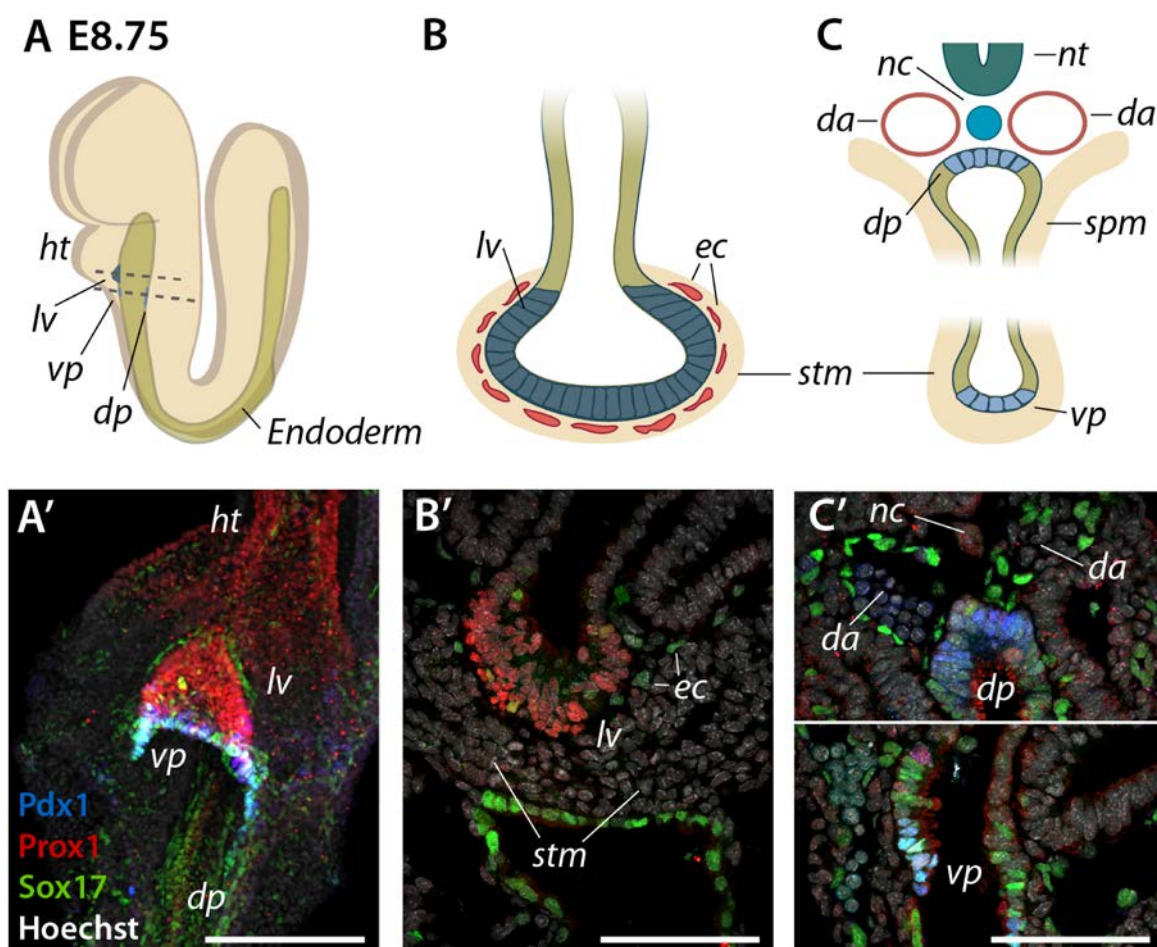 A E8.75
ht
lv
vp
dp
Endoderm
B
lv
ec
stm
C
nt
nc
da
da
dp
spm
vp
A'
ht
lv
vp
dp
Pdx1
Prox1
Sox17
Hoechst
B'
ec
lv
stm
C'
nc
da
da
dp
vp